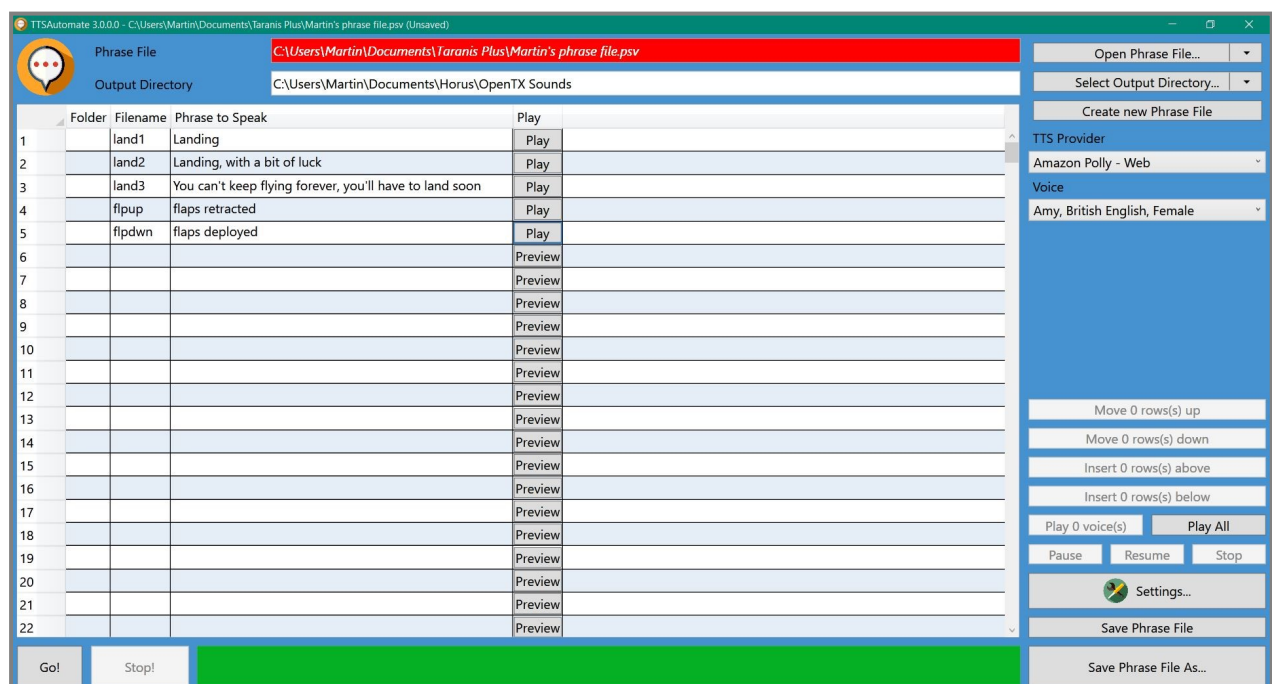 TTSAutomate 3.0.0.0 - C:\Users\Martin\Documents\Taranis Plus\Martin's phrase file.psv (Unsaved)
Phrase File C:\Users\Martin\Documents\Taranis Plus\Martin's phrase file.psv Open Phrase File...
Output Directory C:\Users\Martin\Documents\Horus\OpenTX Sounds Select Output Directory...
Create new Phrase File
Folder Filename Phrase to Speak Play
1 land1 Landing Play
2 land2 Landing, with a bit of luck Play
3 land3 You can't keep flying forever, you'll have to land soon Play
4 flpup flaps retracted Play
5 flpdwn flaps deployed Play
6 Preview
7 Preview
8 Preview
9 Preview
10 Preview
11 Preview
12 Preview
13 Preview
14 Preview
15 Preview
16 Preview
17 Preview
18 Preview
19 Preview
20 Preview
21 Preview
22 Preview
TTS Provider
Amazon Polly - Web
Voice
Amy, British English, Female
Move 0 rows(s) up
Move 0 rows(s) down
Insert 0 rows(s) above
Insert 0 rows(s) below
Play 0 voice(s) Play All
Pause Resume Stop
Settings...
Save Phrase File
Go! Stop! Save Phrase File As...